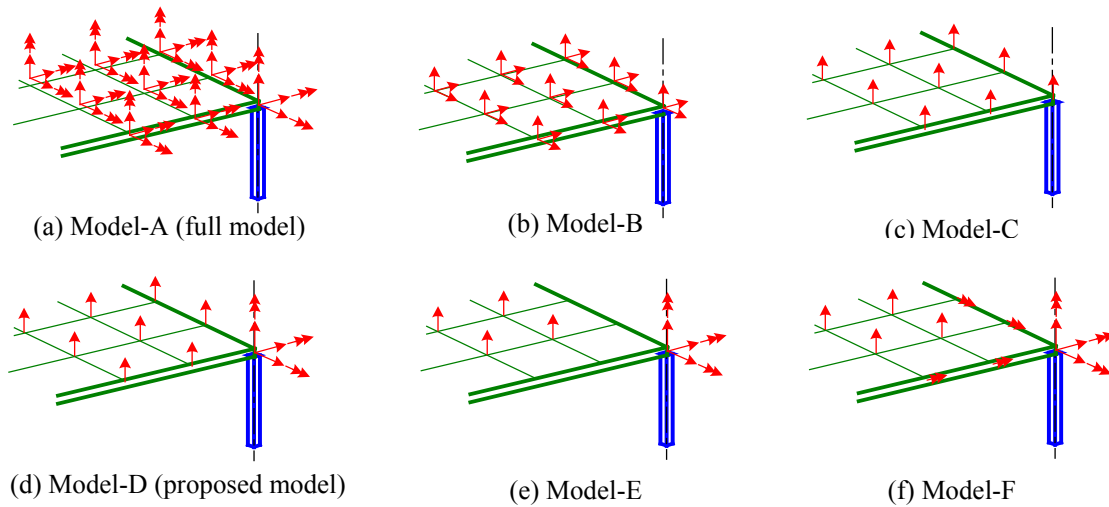 (a) Model-A (full model)
(b) Model-B
(c) Model-C
(d) Model-D (proposed model)
(e) Model-E
(f) Model-F